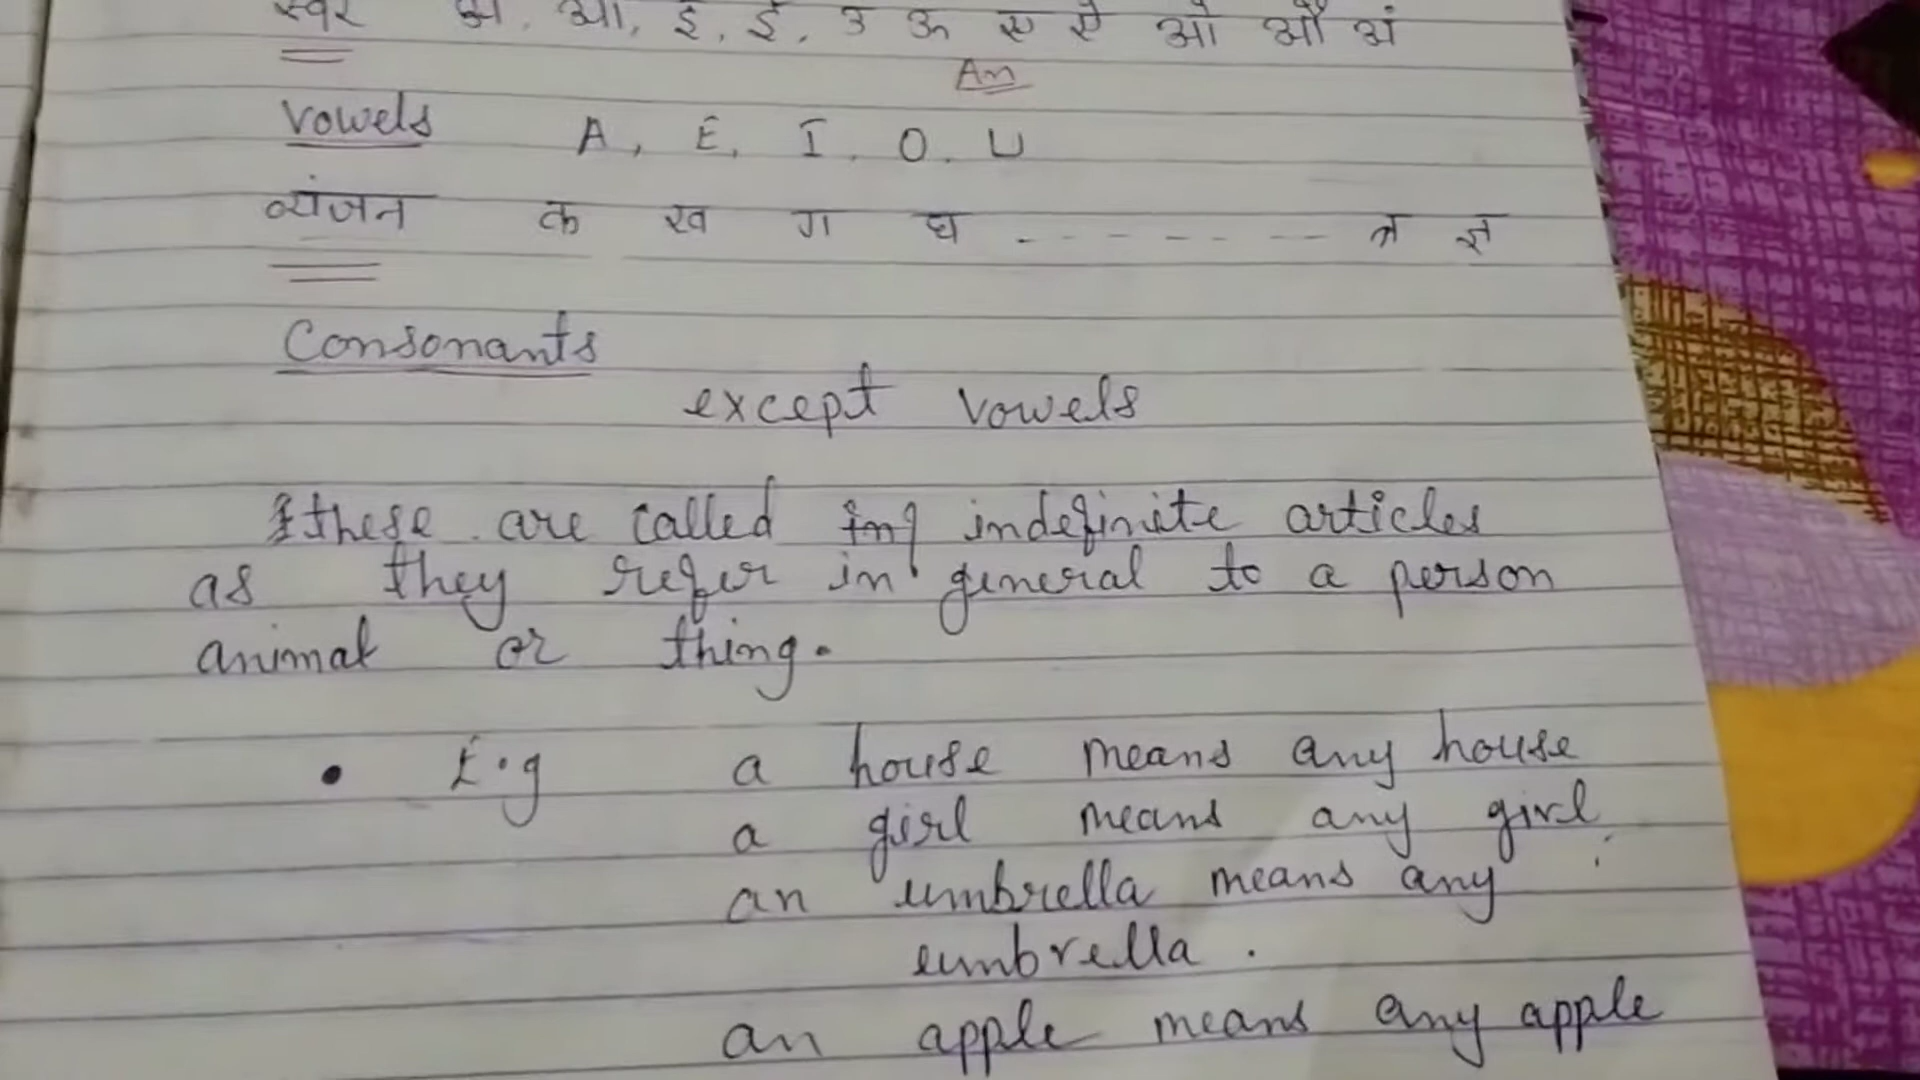 स्वर अ, आ, इ, ई, उ ऊ ए ऐ ओ औ अं
An
Vowels A, E, I, O, U
व्यंजन क ख ग घ - - - - - - - त्र ज्ञ
Consonants
except vowels
these are called indefinite articles
as they refer in general to a person
animal or thing.
• E.g a house means any house
a girl means any girl
an umbrella means any
umbrella.
an apple means any apple